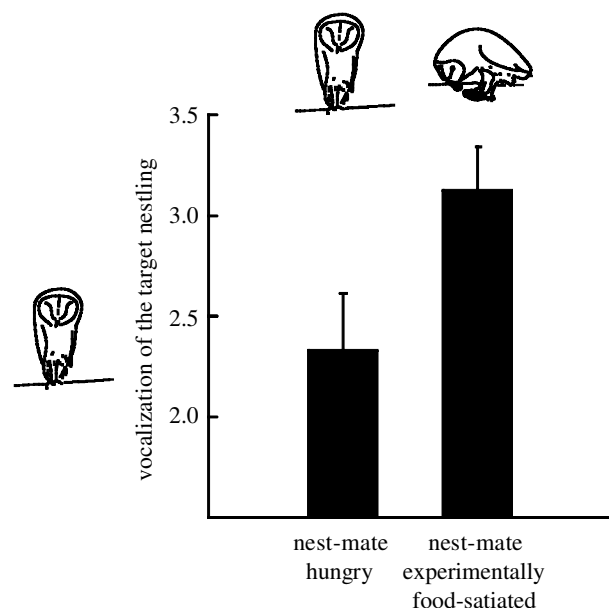 3.5
3.0
2.5
2.0
vocalization of the target nestling
nest-mate
hungry
nest-mate
experimentally
food-satiated